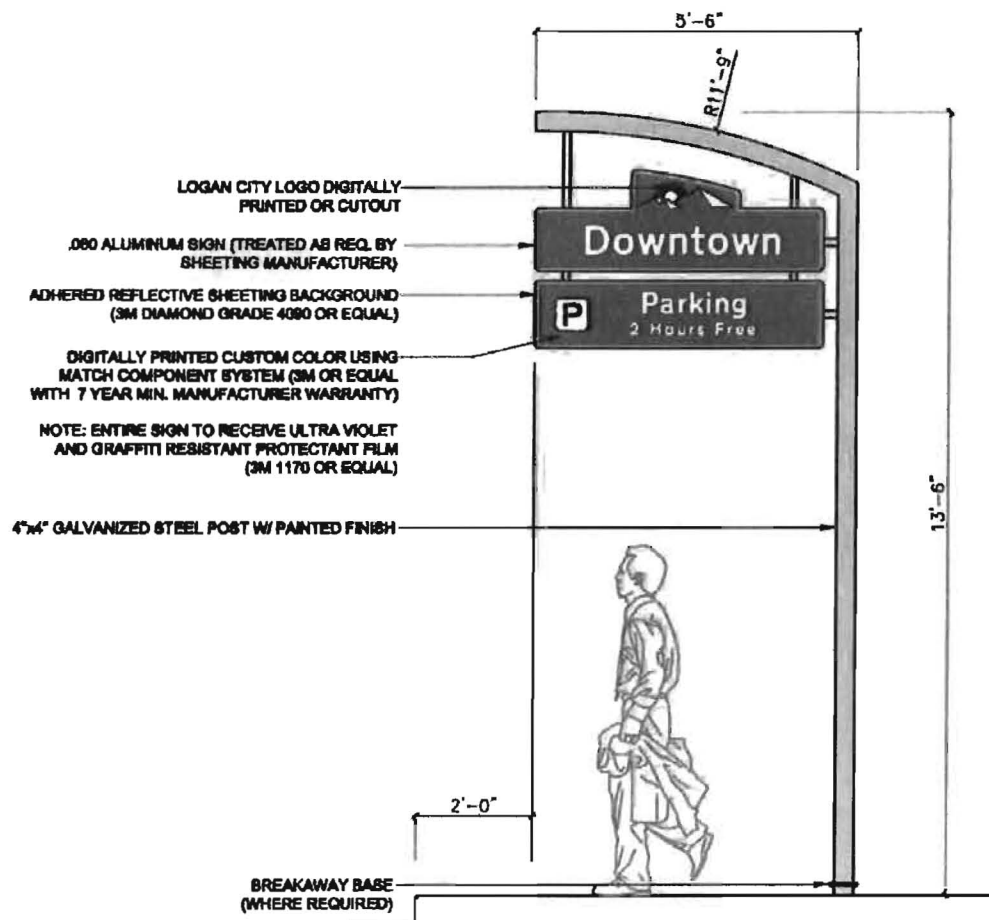 5'-6"
R11'-9"
LOGAN CITY LOGO DIGITALLY
PRINTED OR CUTOUT
.080 ALUMINUM SIGN (TREATED AS REQ. BY
SHEETING MANUFACTURER)
ADHERED REFLECTIVE SHEETING BACKGROUND
(3M DIAMOND GRADE 4090 OR EQUAL)
DIGITALLY PRINTED CUSTOM COLOR USING
MATCH COMPONENT SYSTEM (3M OR EQUAL
WITH 7 YEAR MIN. MANUFACTURER WARRANTY)
NOTE: ENTIRE SIGN TO RECEIVE ULTRA VIOLET
AND GRAFFITI RESISTANT PROTECTANT FILM
(3M 1170 OR EQUAL)
4"x4" GALVANIZED STEEL POST W/ PAINTED FINISH
Downtown
P
Parking
2 Hours Free
13'-6"
2'-0"
BREAKAWAY BASE
(WHERE REQUIRED)